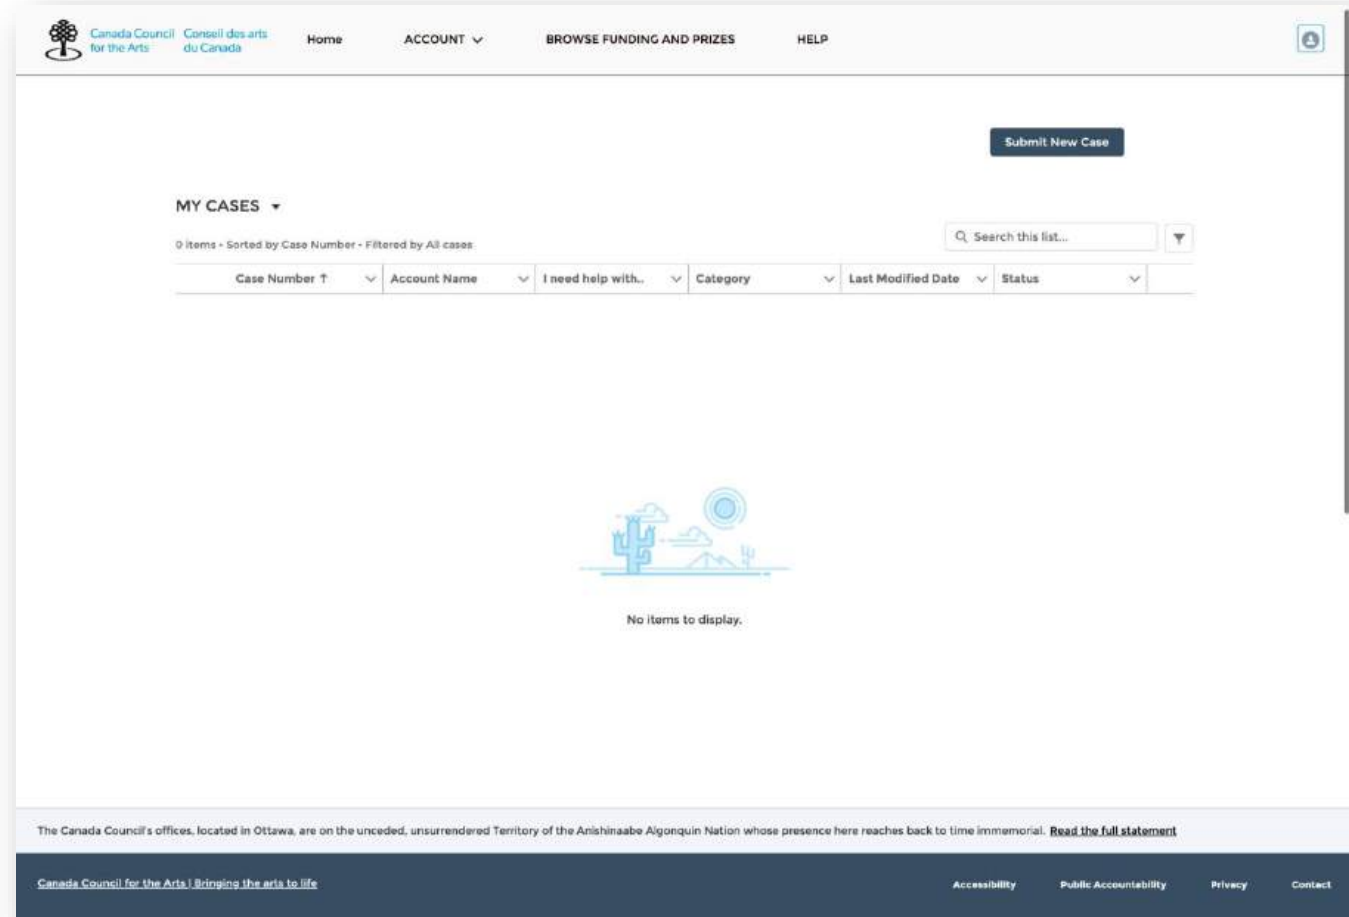 Canada Council Conseil des arts
for the Arts du Canada
Home ACCOUNT BROWSE FUNDING AND PRIZES HELP
Submit New Case
MY CASES
0 items • Sorted by Case Number • Filtered by All cases
Search this list...
Case Number ↑ Account Name I need help with.. Category Last Modified Date Status
No items to display.
The Canada Council's offices, located in Ottawa, are on the unceded, unsurrendered Territory of the Anishinaabe Algonquin Nation whose presence here reaches back to time immemorial. Read the full statement
Canada Council for the Arts | Bringing the arts to life Accessibility Public Accountability Privacy Contact